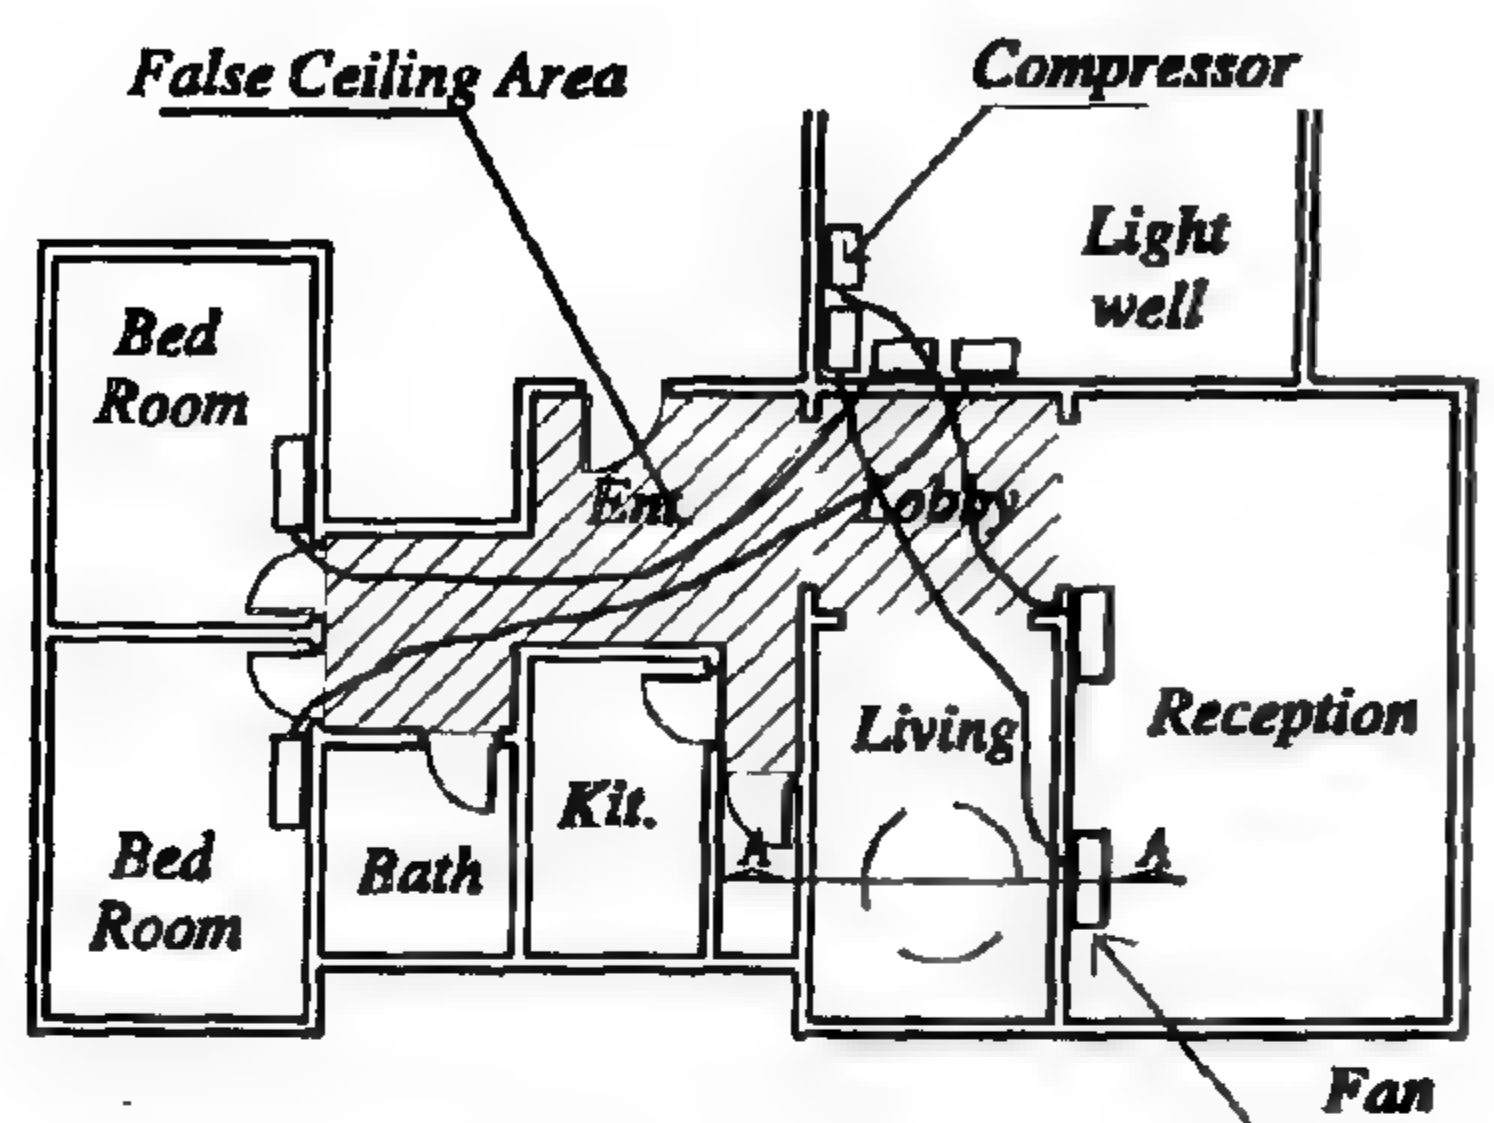 False Ceiling Area
Compressor
Light
well
Bed
Room
Ent.
Lobby
Living
Reception
Kit.
Bed
Room
Bath
A
A
Fan